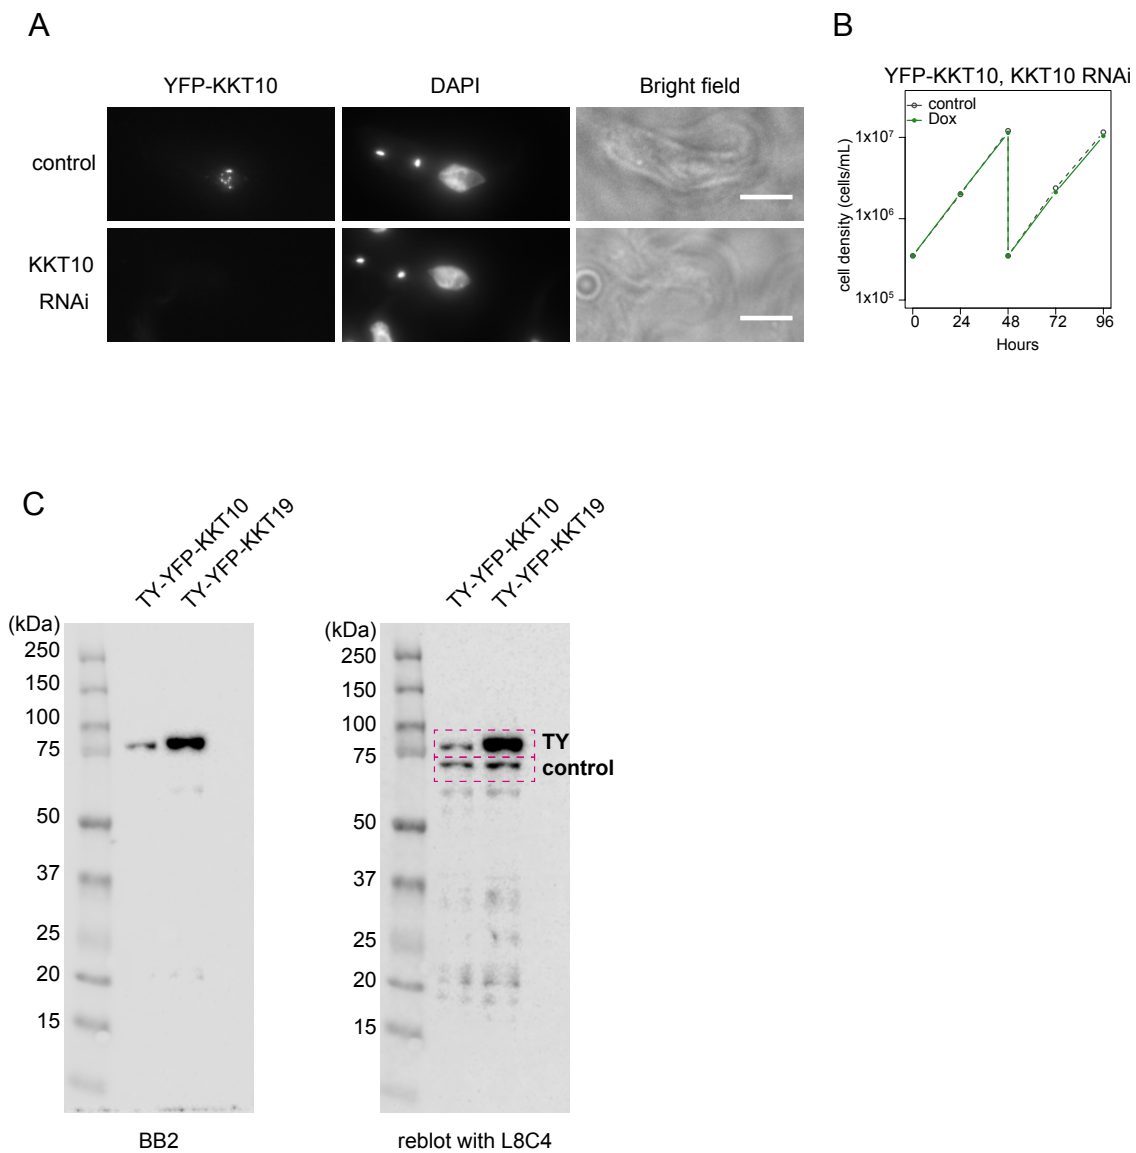 A
YFP-KKT10
DAPI
Bright field
control
KKT10
RNAi
B
YFP-KKT10, KKT10 RNAi
control
Dox
cell density (cells/mL)
1x10⁷
1x10⁶
1x10⁵
0 24 48 72 96
Hours
C
TY-YFP-KKT10
TY-YFP-KKT19
(kDa)
250
150
100
75
50
37
25
20
15
BB2
TY-YFP-KKT10
TY-YFP-KKT19
(kDa)
250
150
100
75
50
37
25
20
15
TY
control
reblot with L8C4